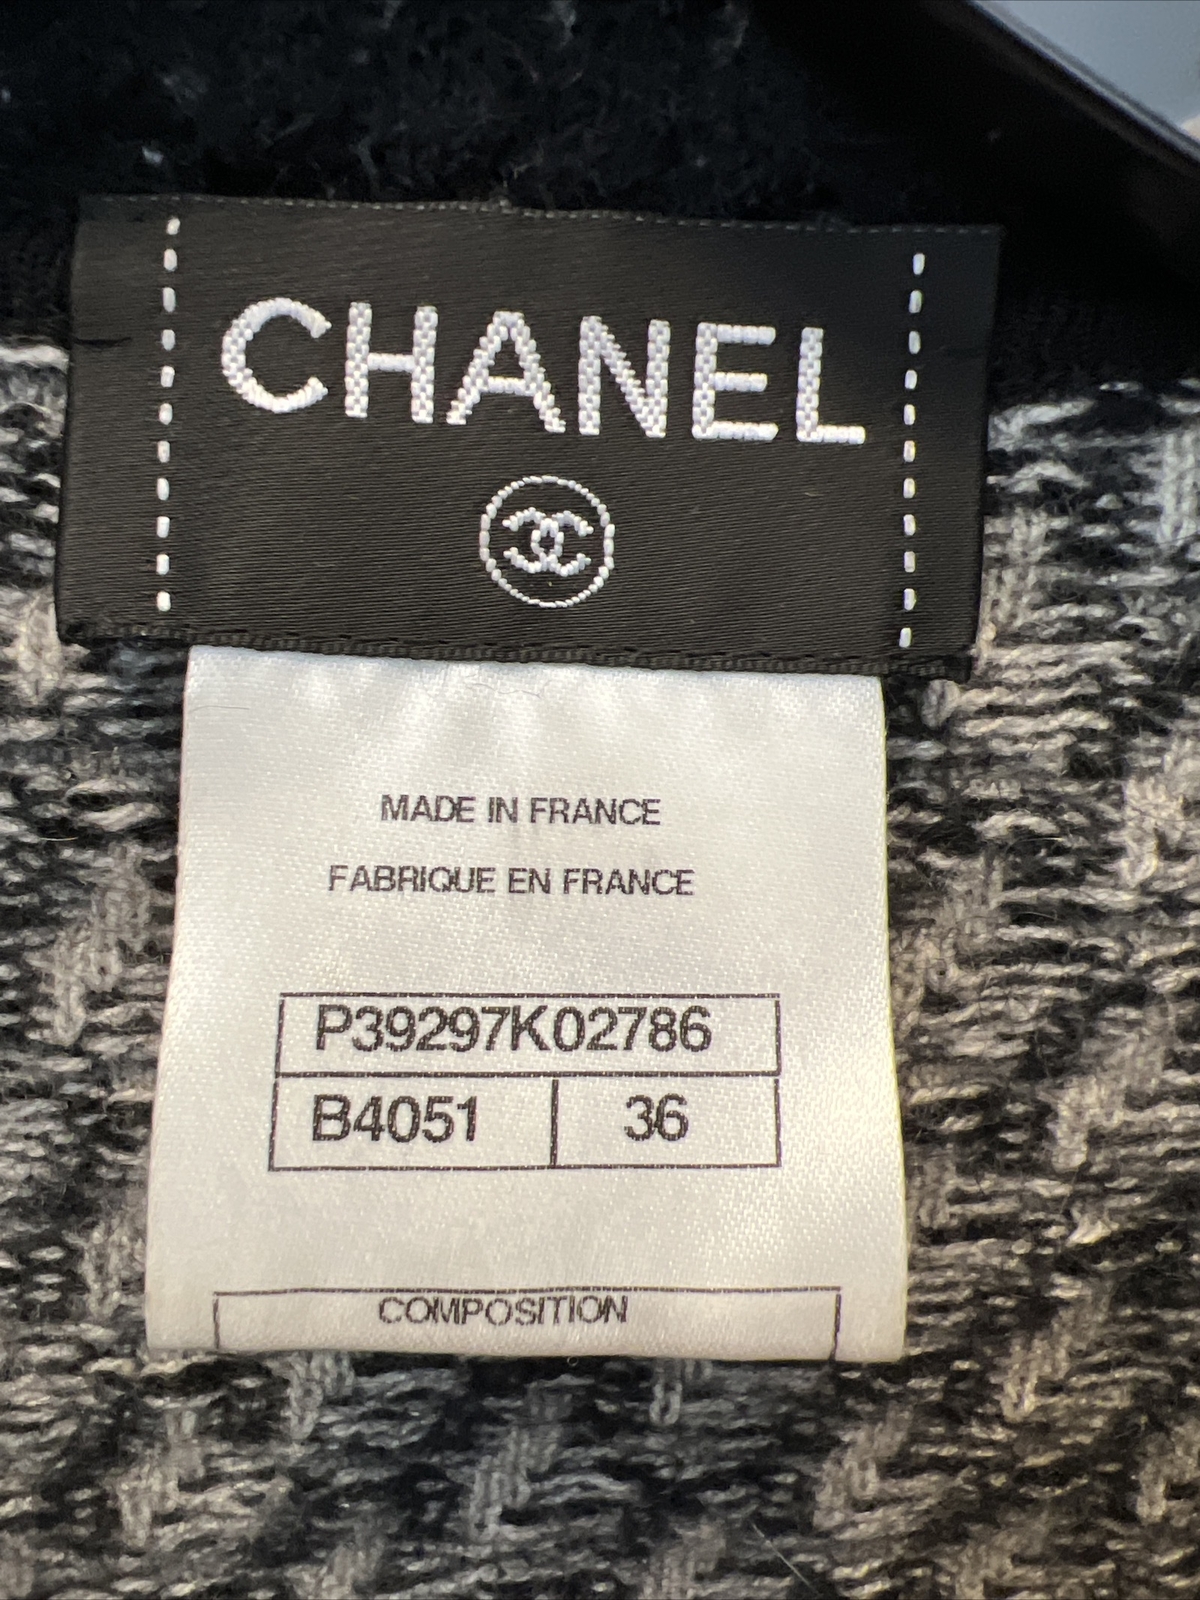 CHANEL
MADE IN FRANCE
FABRIQUE EN FRANCE
P39297K02786
B4051 36
COMPOSITION